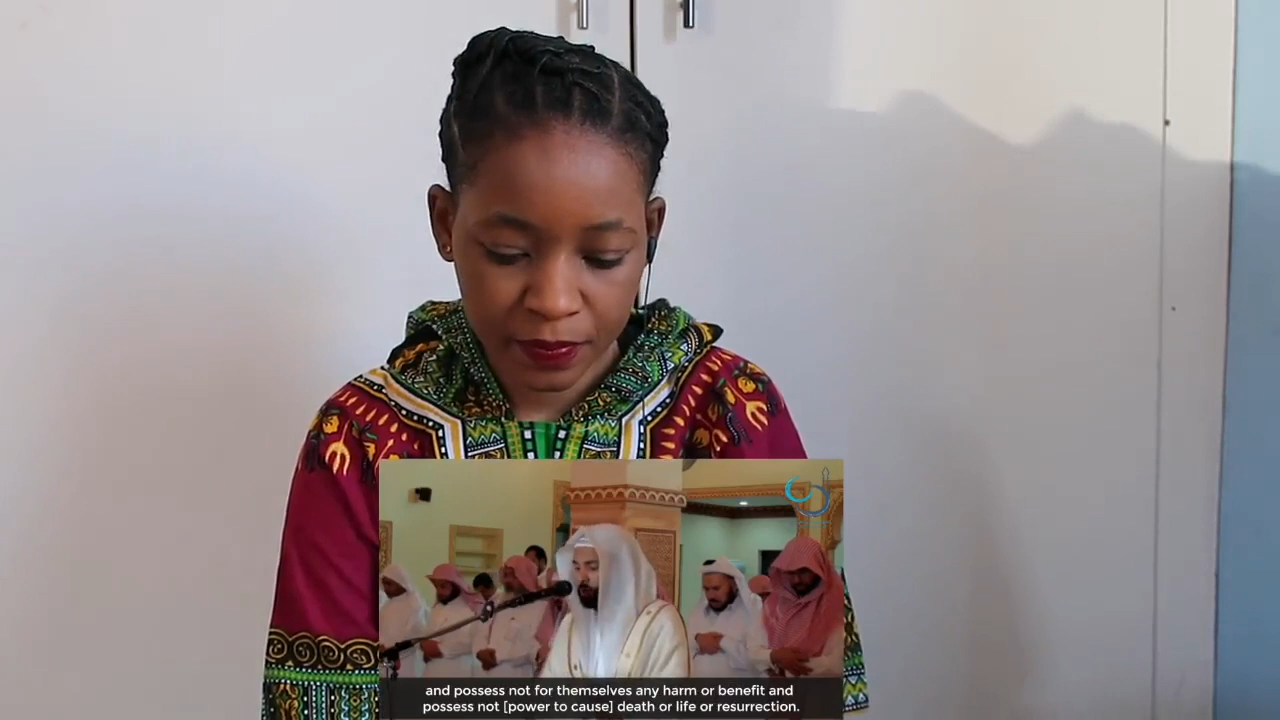 and possess not for themselves any harm or benefit and
possess not [power to cause] death or life or resurrection.